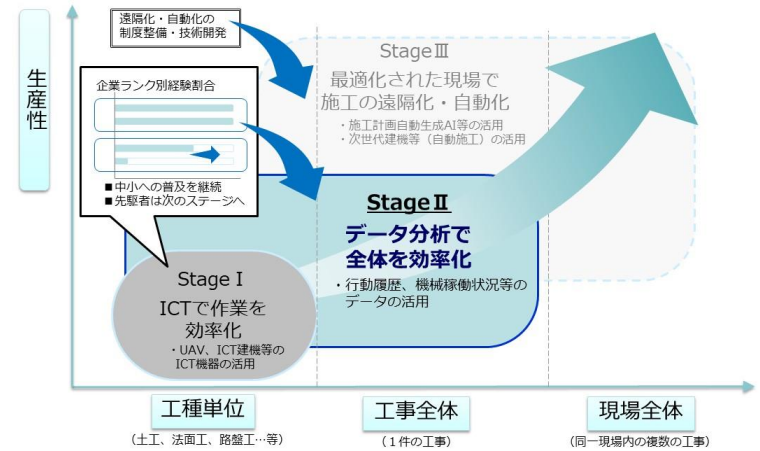 遠隔化・自動化の
制度整備・技術開発
生産性
企業ランク別経験割合
■中小への普及を継続
■先駆者は次のステージへ
StageⅢ
最適化された現場で
施工の遠隔化・自動化
・施工計画自動生成AI等の活用
・次世代建機等（自動施工）の活用
StageⅡ
データ分析で
全体を効率化
・行動履歴、機械稼働状況等の
データの活用
Stage Ⅰ
ICTで作業を
効率化
・UAV、ICT建機等の
ICT機器の活用
工種単位
（土工、法面工、路盤工…等）
工事全体
（１件の工事）
現場全体
（同一現場内の複数の工事）